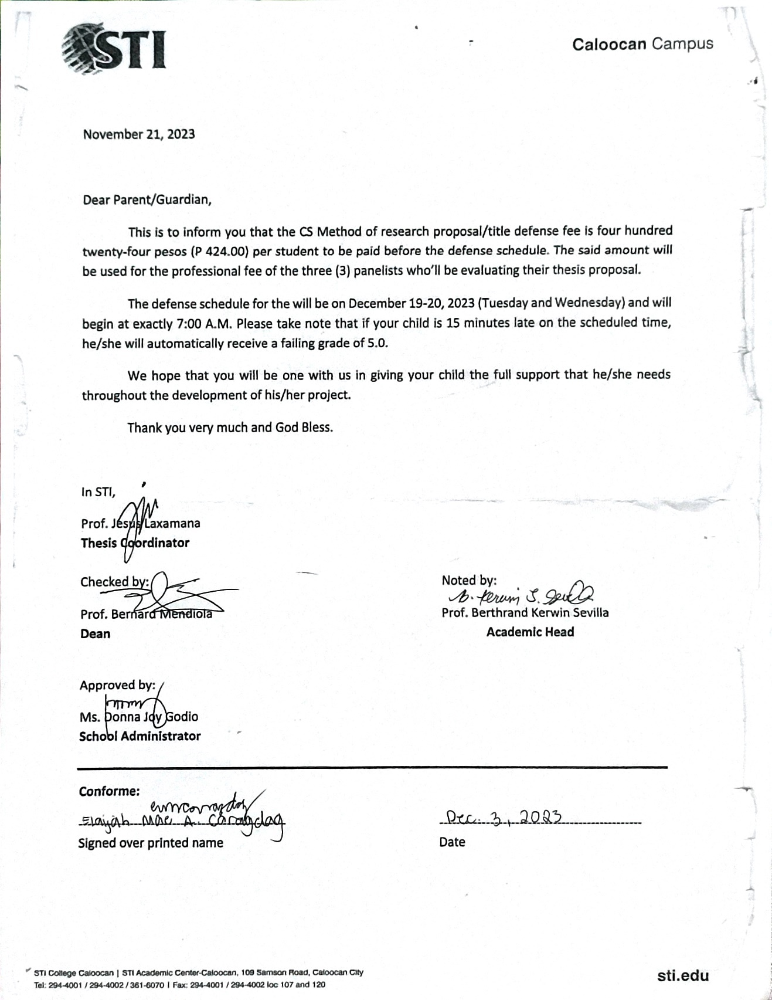 STI
Caloocan Campus
November 21, 2023
Dear Parent/Guardian,
This is to inform you that the CS Method of research proposal/title defense fee is four hundred
twenty-four pesos (P 424.00) per student to be paid before the defense schedule. The said amount will
be used for the professional fee of the three (3) panelists who'll be evaluating their thesis proposal.
The defense schedule for the will be on December 19-20, 2023 (Tuesday and Wednesday) and will
begin at exactly 7:00 A.M. Please take note that if your child is 15 minutes late on the scheduled time,
he/she will automatically receive a failing grade of 5.0.
We hope that you will be one with us in giving your child the full support that he/she needs
throughout the development of his/her project.
Thank you very much and God Bless.
In STI,
Prof. Jesus Laxamana
Thesis Coordinator
Checked by:
Prof. Bernard Mendiola
Dean
Noted by:
Prof. Berthrand Kerwin Sevilla
Academic Head
Approved by:
Ms. Donna Joy Godio
School Administrator
Conforme:
Elaijah Mae A. Caragdag
Signed over printed name
Dec. 3, 2023
Date
STI College Caloocan | STI Academic Center-Caloocan, 109 Samson Road, Caloocan City
Tel: 294-4001 / 294-4002 / 361-6070 | Fax: 294-4001 / 294-4002 loc 107 and 120
sti.edu